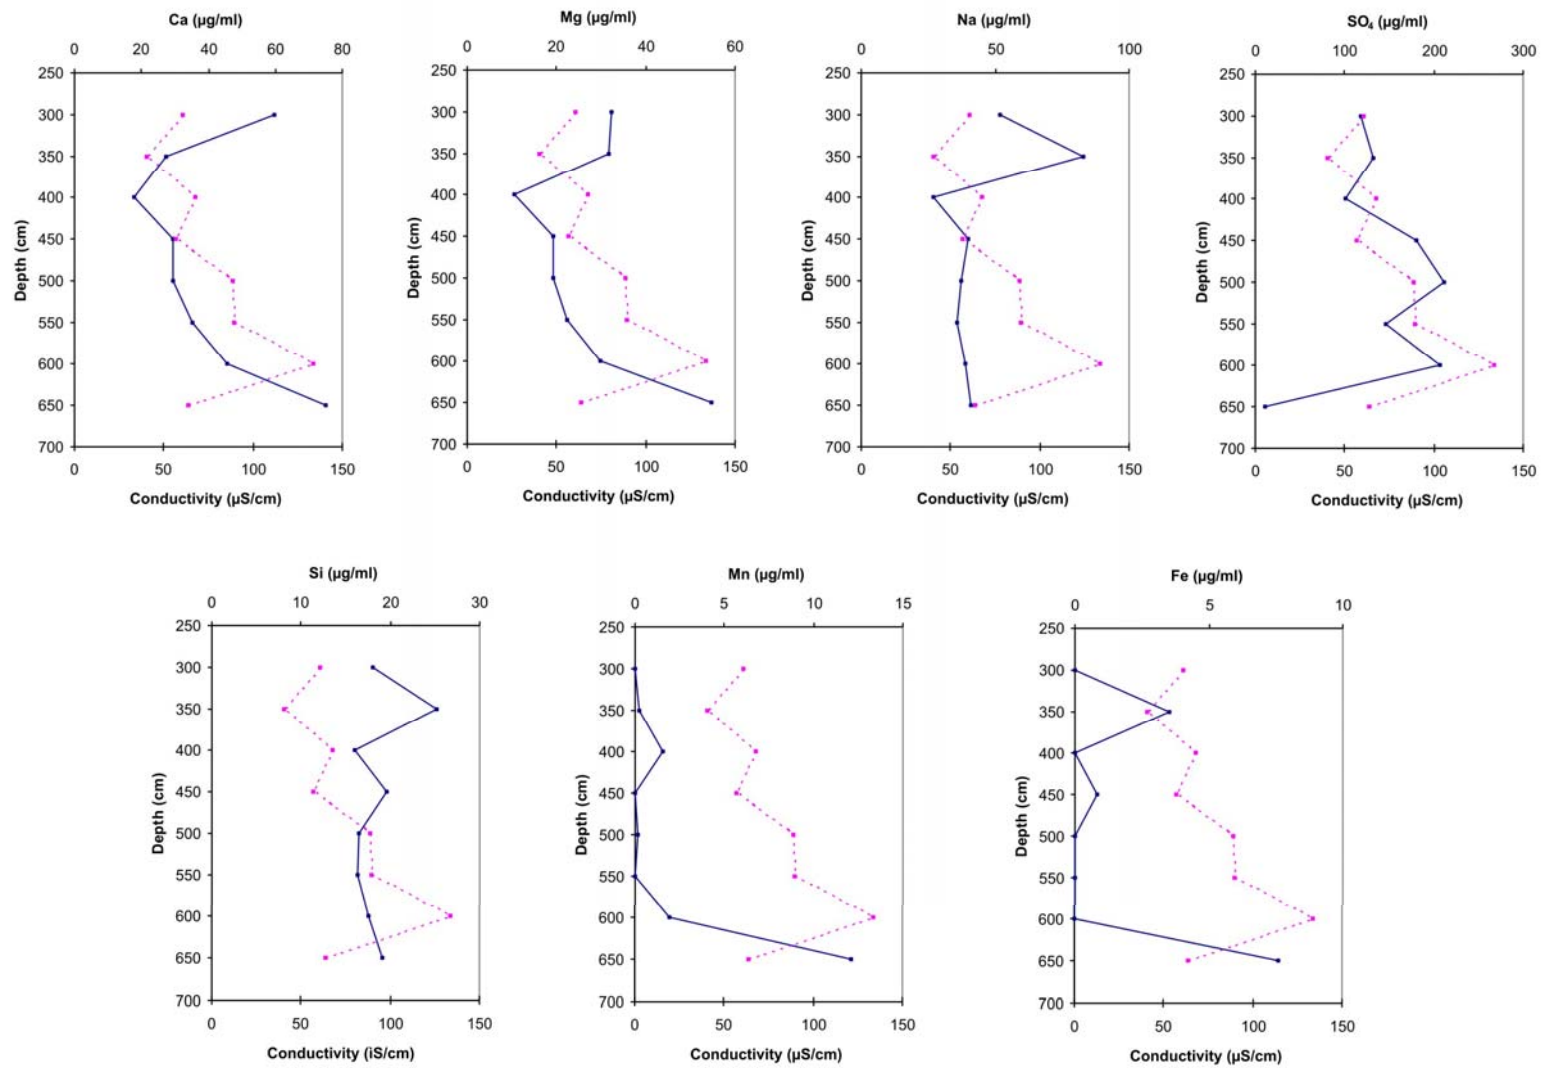 Ca (µg/ml)
0 20 40 60 80
250
300
350
400
450
500
550
600
650
700
Depth (cm)
0 50 100 150
Conductivity (µS/cm)
Mg (µg/ml)
0 20 40 60
250
300
350
400
450
500
550
600
650
700
Depth (cm)
0 50 100 150
Conductivity (µS/cm)
Na (µg/ml)
0 50 100
250
300
350
400
450
500
550
600
650
700
Depth (cm)
0 50 100 150
Conductivity (µS/cm)
SO₄ (µg/ml)
0 100 200 300
250
300
350
400
450
500
550
600
650
700
Depth (cm)
0 50 100 150
Conductivity (µS/cm)
Si (µg/ml)
0 10 20 30
250
300
350
400
450
500
550
600
650
700
Depth (cm)
0 50 100 150
Conductivity (iS/cm)
Mn (µg/ml)
0 5 10 15
250
300
350
400
450
500
550
600
650
700
Depth (cm)
0 50 100 150
Conductivity (µS/cm)
Fe (µg/ml)
0 5 10
250
300
350
400
450
500
550
600
650
700
Depth (cm)
0 50 100 150
Conductivity (µS/cm)